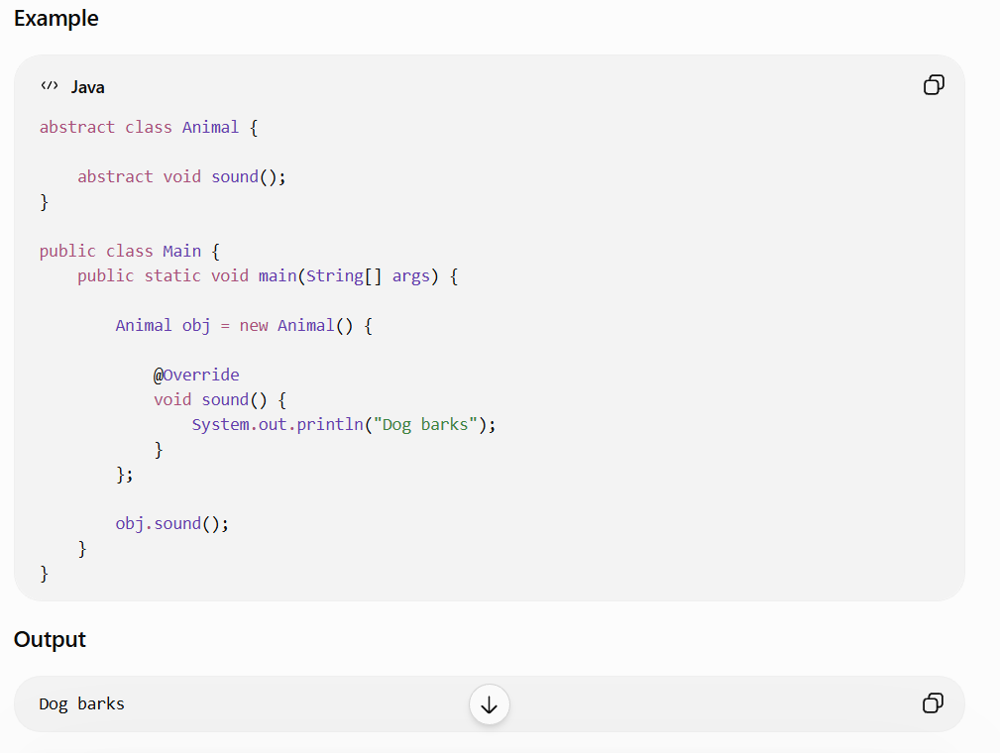 Example
</> Java
abstract class Animal {
    abstract void sound();
}
public class Main {
    public static void main(String[] args) {
        Animal obj = new Animal() {
            @Override
            void sound() {
                System.out.println("Dog barks");
            }
        };
        obj.sound();
    }
}
Output
Dog barks